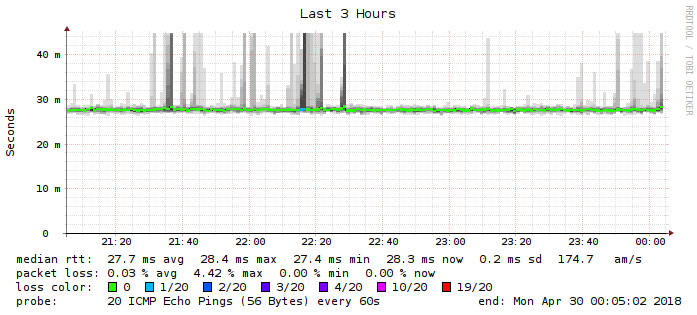 Last 3 Hours
RRDTOOL / TOBI OETIKER
Seconds
40 m
30 m
20 m
10 m
0
21:20 21:40 22:00 22:20 22:40 23:00 23:20 23:40 00:00
median rtt: 27.7 ms avg 28.4 ms max 27.4 ms min 28.3 ms now 0.2 ms sd 174.7 am/s
packet loss: 0.03 % avg 4.42 % max 0.00 % min 0.00 % now
loss color: 0 1/20 2/20 3/20 4/20 10/20 19/20
probe: 20 ICMP Echo Pings (56 Bytes) every 60s end: Mon Apr 30 00:05:02 2018